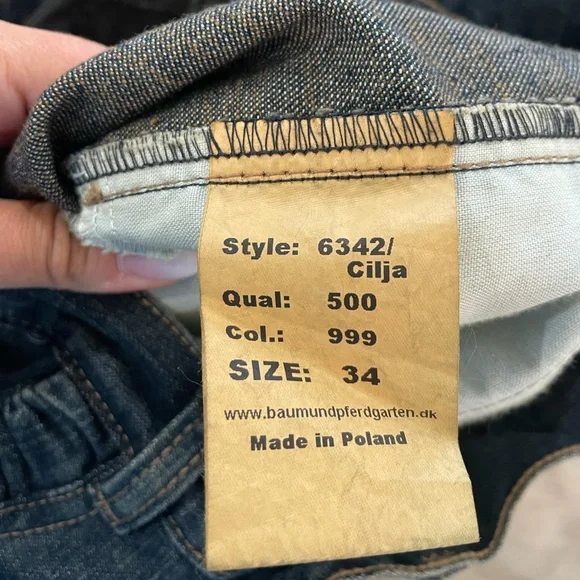 Style: 6342/
Cilja
Qual: 500
Col.: 999
SIZE: 34
www.baumundpferdgarten.dk
Made in Poland